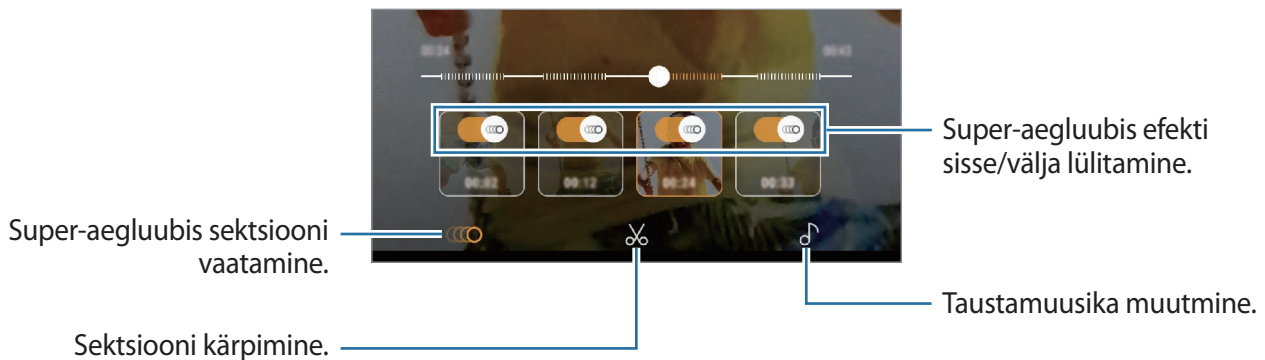 00:24
00:43
00:02
00:12
00:24
00:33
Super-aegluubis efekti
sisse/välja lülitamine.
Super-aegluubis sektsiooni
vaatamine.
Taustamuusika muutmine.
Sektsiooni kärpimine.